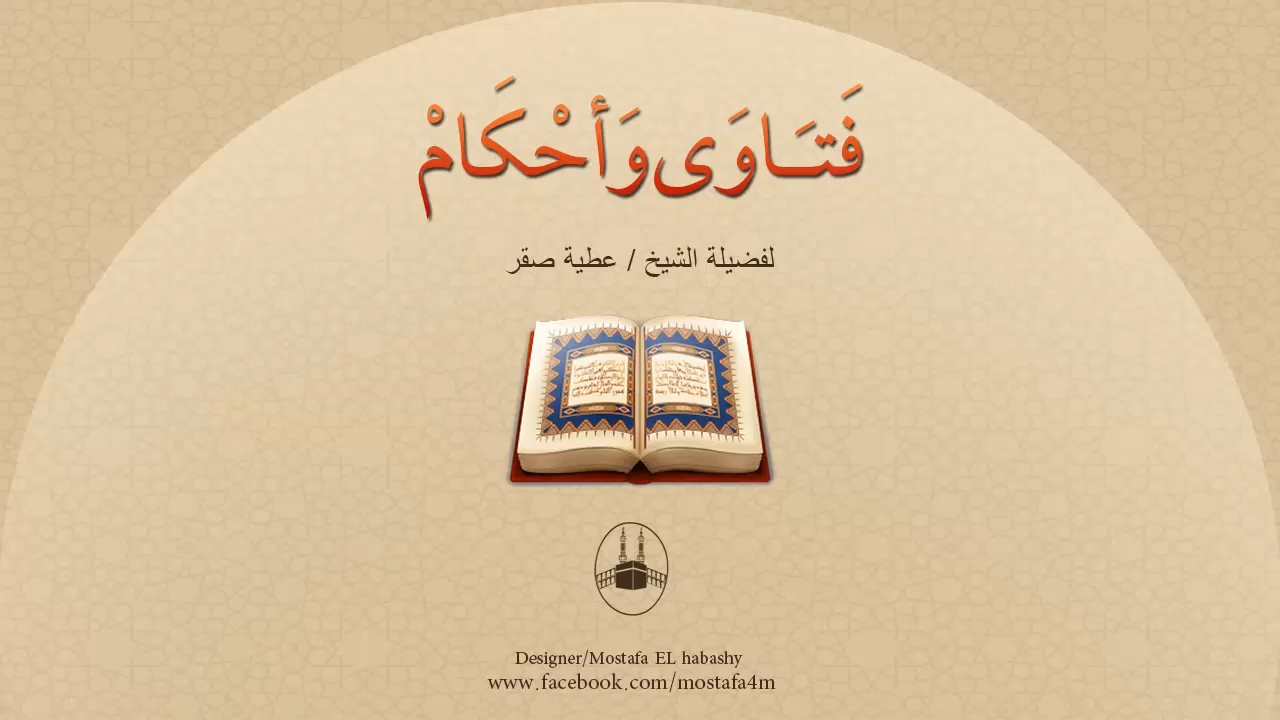 فَتَـاوَى وَأَحْكَامْ
لفضيلة الشيخ / عطية صقر
Designer/Mostafa EL habashy
www.facebook.com/mostafa4m